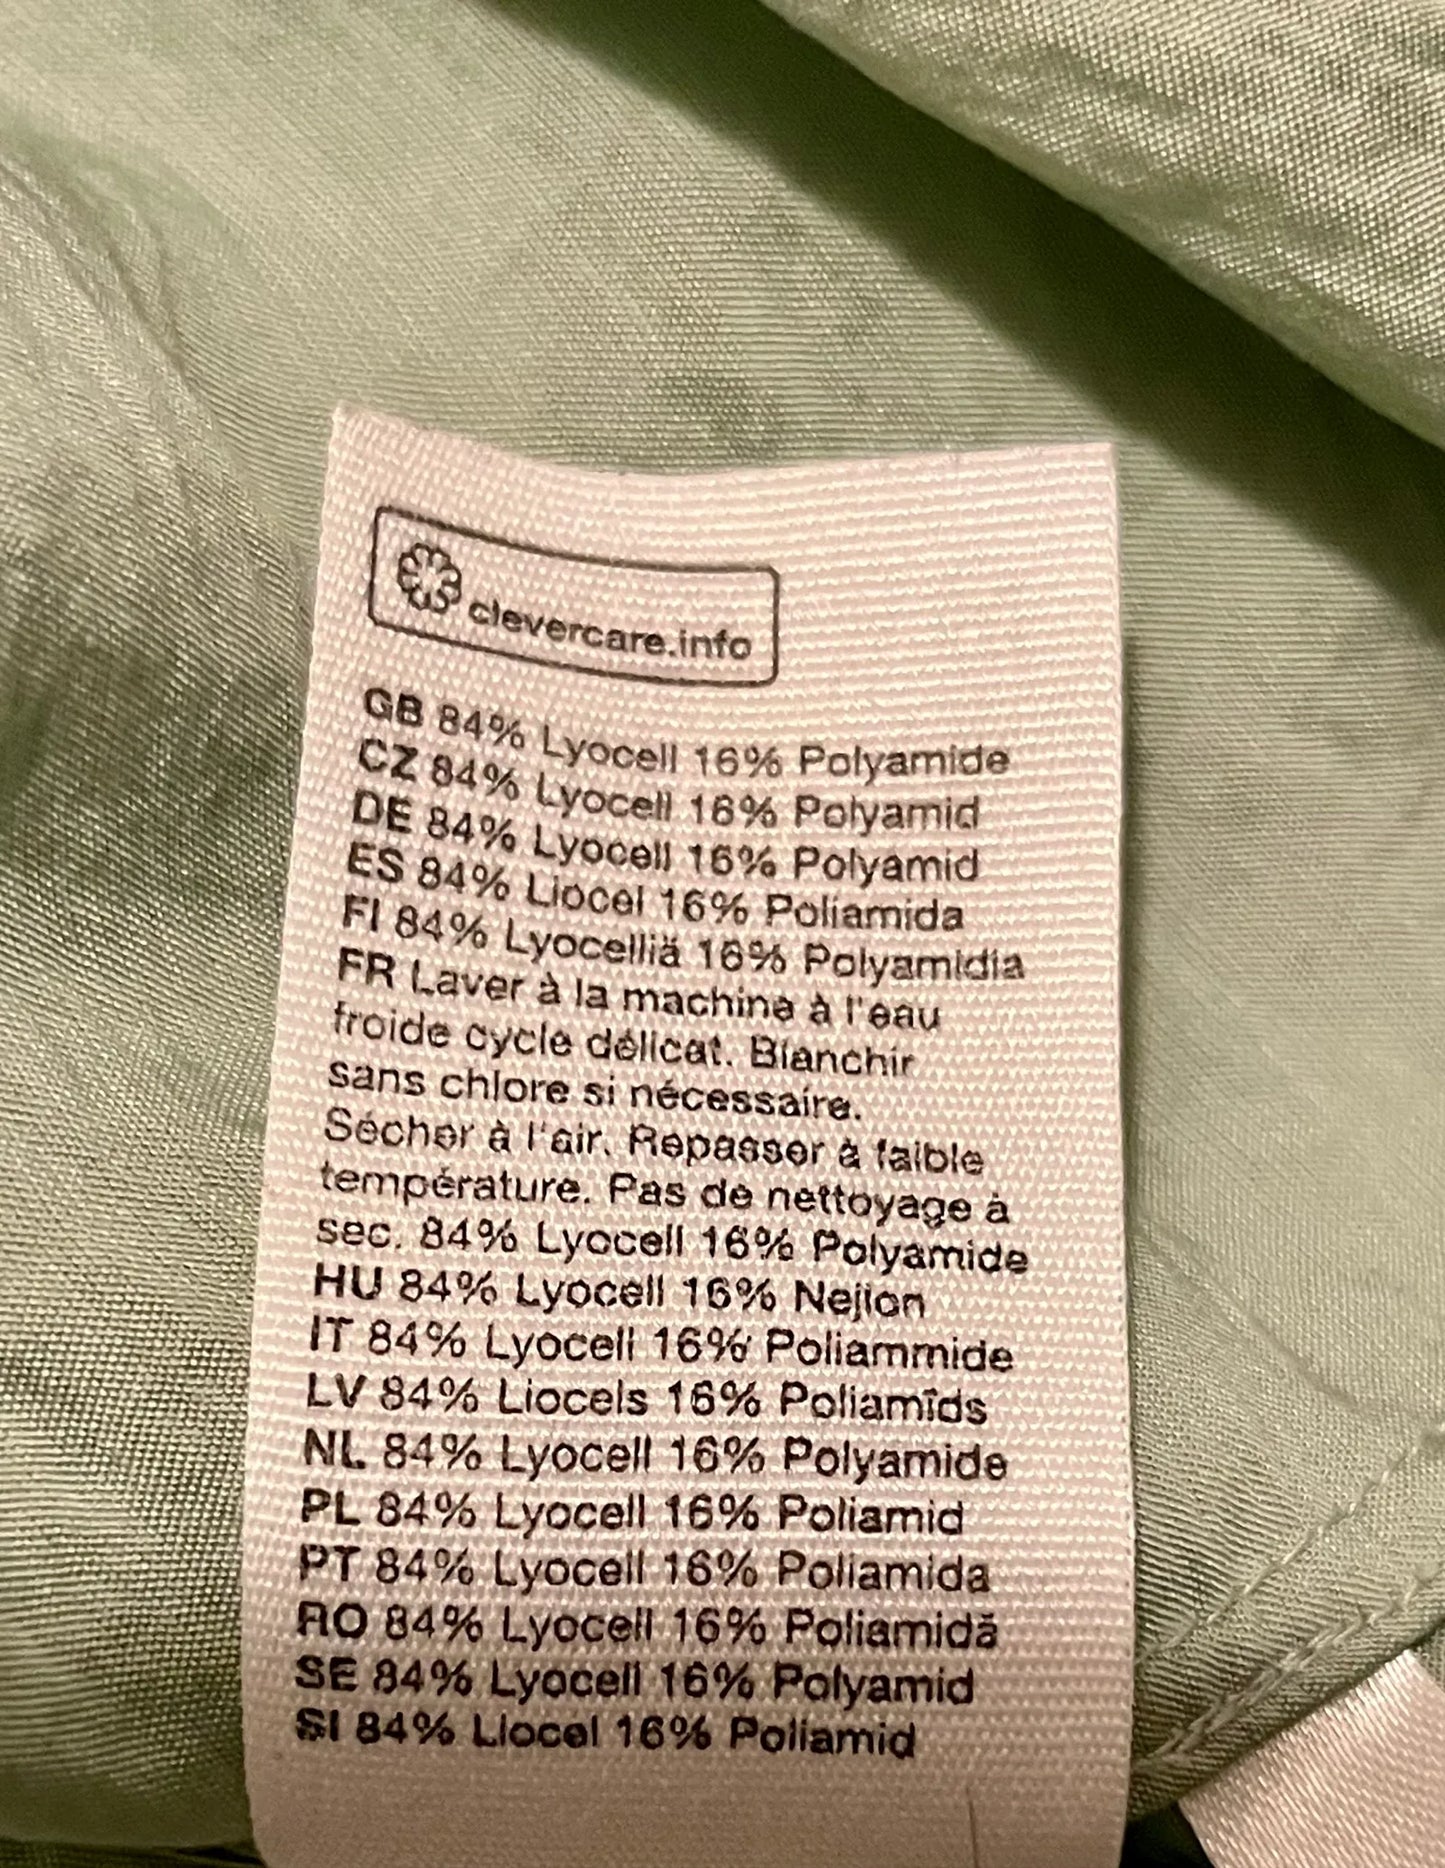 clevercare.info
GB 84% Lyocell 16% Polyamide
CZ 84% Lyocell 16% Polyamid
DE 84% Lyocell 16% Polyamid
ES 84% Liocel 16% Poliamida
FI 84% Lyocelliä 16% Polyamidia
FR Laver à la machine à l'eau
froide cycle délicat. Blanchir
sans chlore si nécessaire.
Sécher à l'air. Repasser à faible
température. Pas de nettoyage à
sec. 84% Lyocell 16% Polyamide
HU 84% Lyocell 16% Nejlon
IT 84% Lyocell 16% Poliammide
LV 84% Liocels 16% Poliamīds
NL 84% Lyocell 16% Polyamide
PL 84% Lyocell 16% Poliamid
PT 84% Lyocell 16% Poliamida
RO 84% Lyocell 16% Poliamidă
SE 84% Lyocell 16% Polyamid
SI 84% Liocel 16% Poliamid